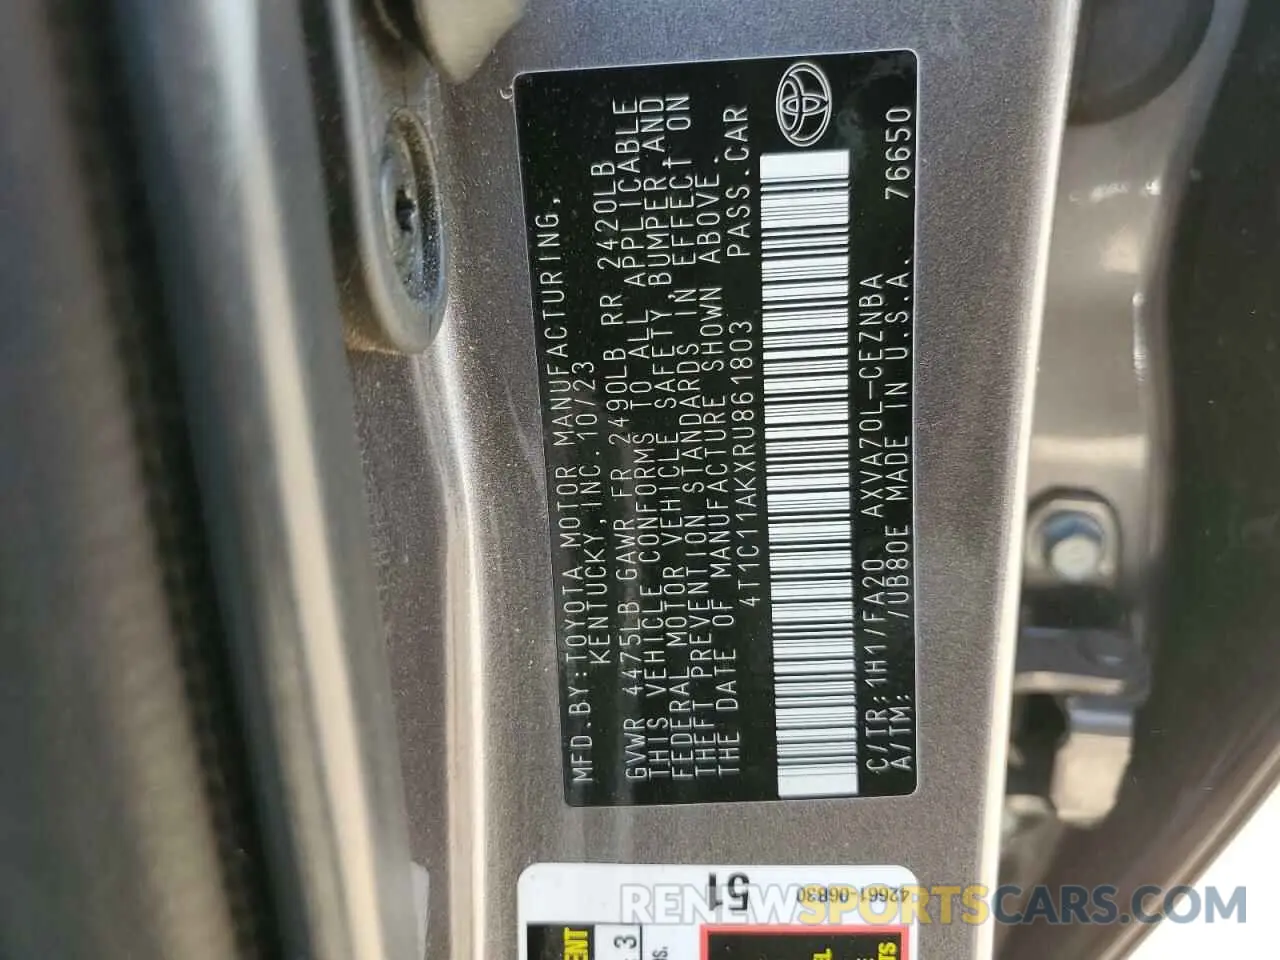 MFD.BY:TOYOTA MOTOR MANUFACTURING,
KENTUCKY,INC.10/23
GVWR 4475LB GAWR FR 2490LB RR 2420LB
THIS VEHICLE CONFORMS TO ALL APPLICABLE
FEDERAL MOTOR VEHICLE SAFETY, BUMPER, AND
THEFT PREVENTION STANDARDS IN EFFECT ON
THE DATE OF MANUFACTURE SHOWN ABOVE.
4T1C11AKXRU861803 PASS.CAR
C/TR:1H1/FA20 AXVA70L-CEZNBA
A/TM: /UB80E MADE IN U.S.A. 76650
51
42661-06B30
3
RENEWSPORTSCARS.COM